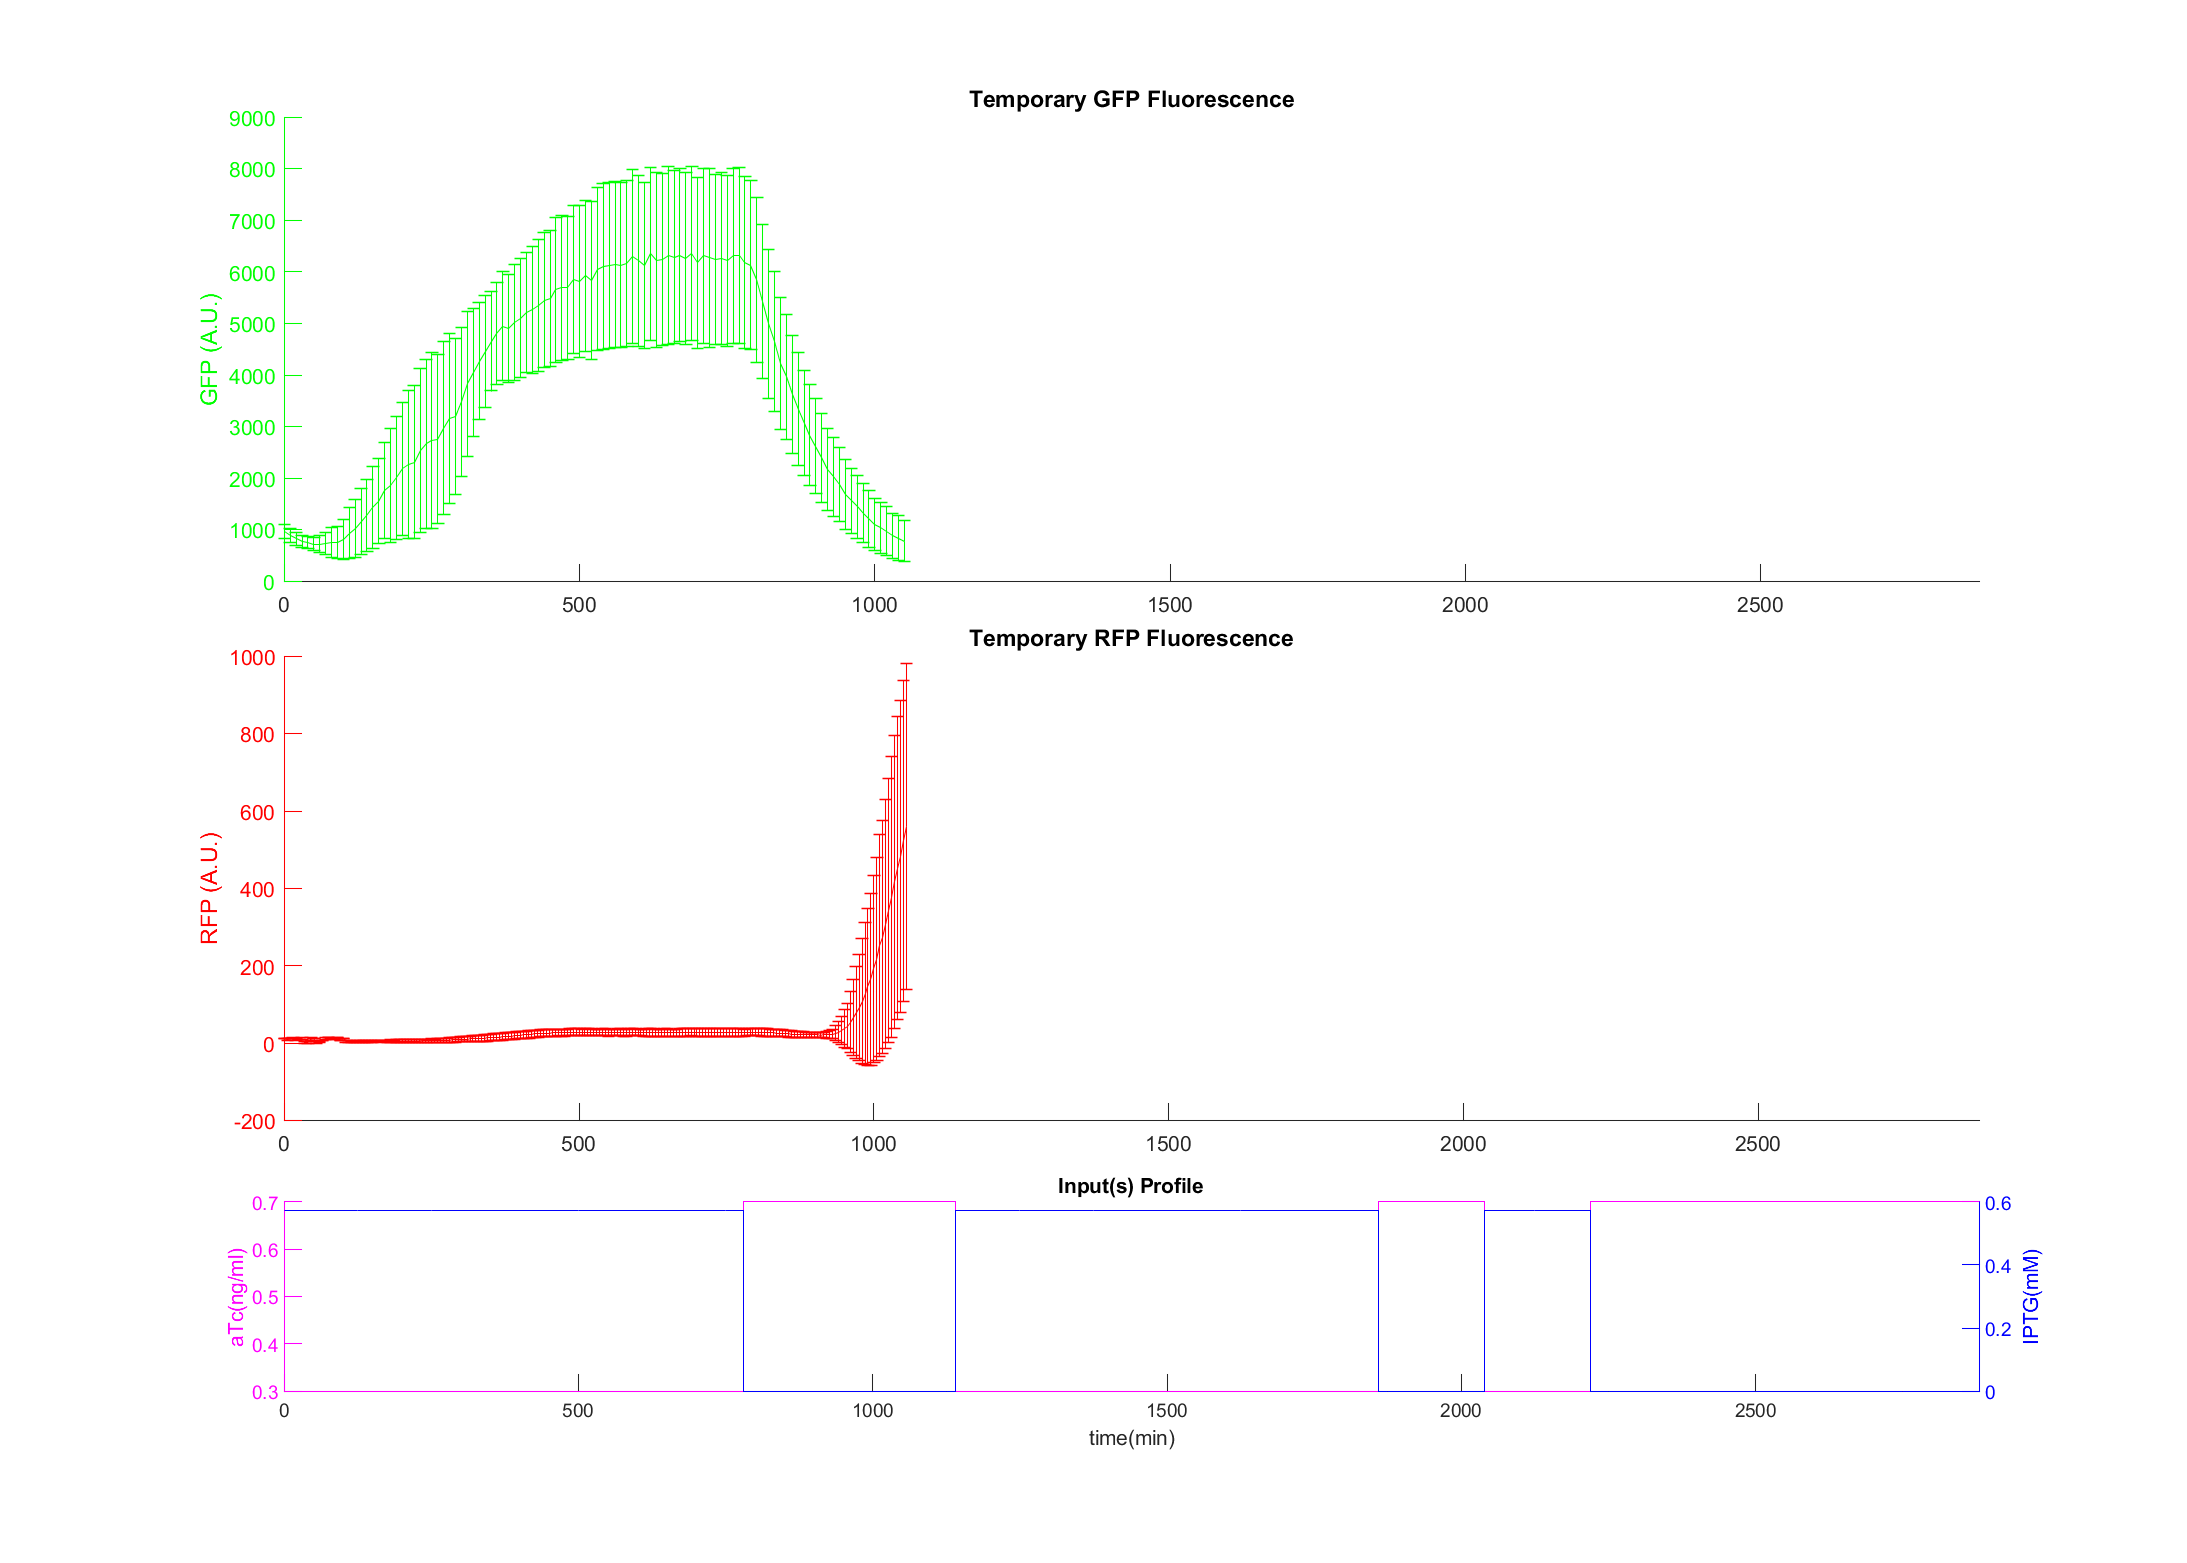 Temporary GFP Fluorescence
9000
8000
7000
6000
5000
4000
3000
2000
1000
0
GFP (A.U.)
0 500 1000 1500 2000 2500
Temporary RFP Fluorescence
1000
800
600
400
200
0
-200
RFP (A.U.)
0 500 1000 1500 2000 2500
Input(s) Profile
0.7
0.6
0.5
0.4
0.3
aTc(ng/ml)
0.6
0.4
0.2
0
IPTG(mM)
0 500 1000 1500 2000 2500
time(min)